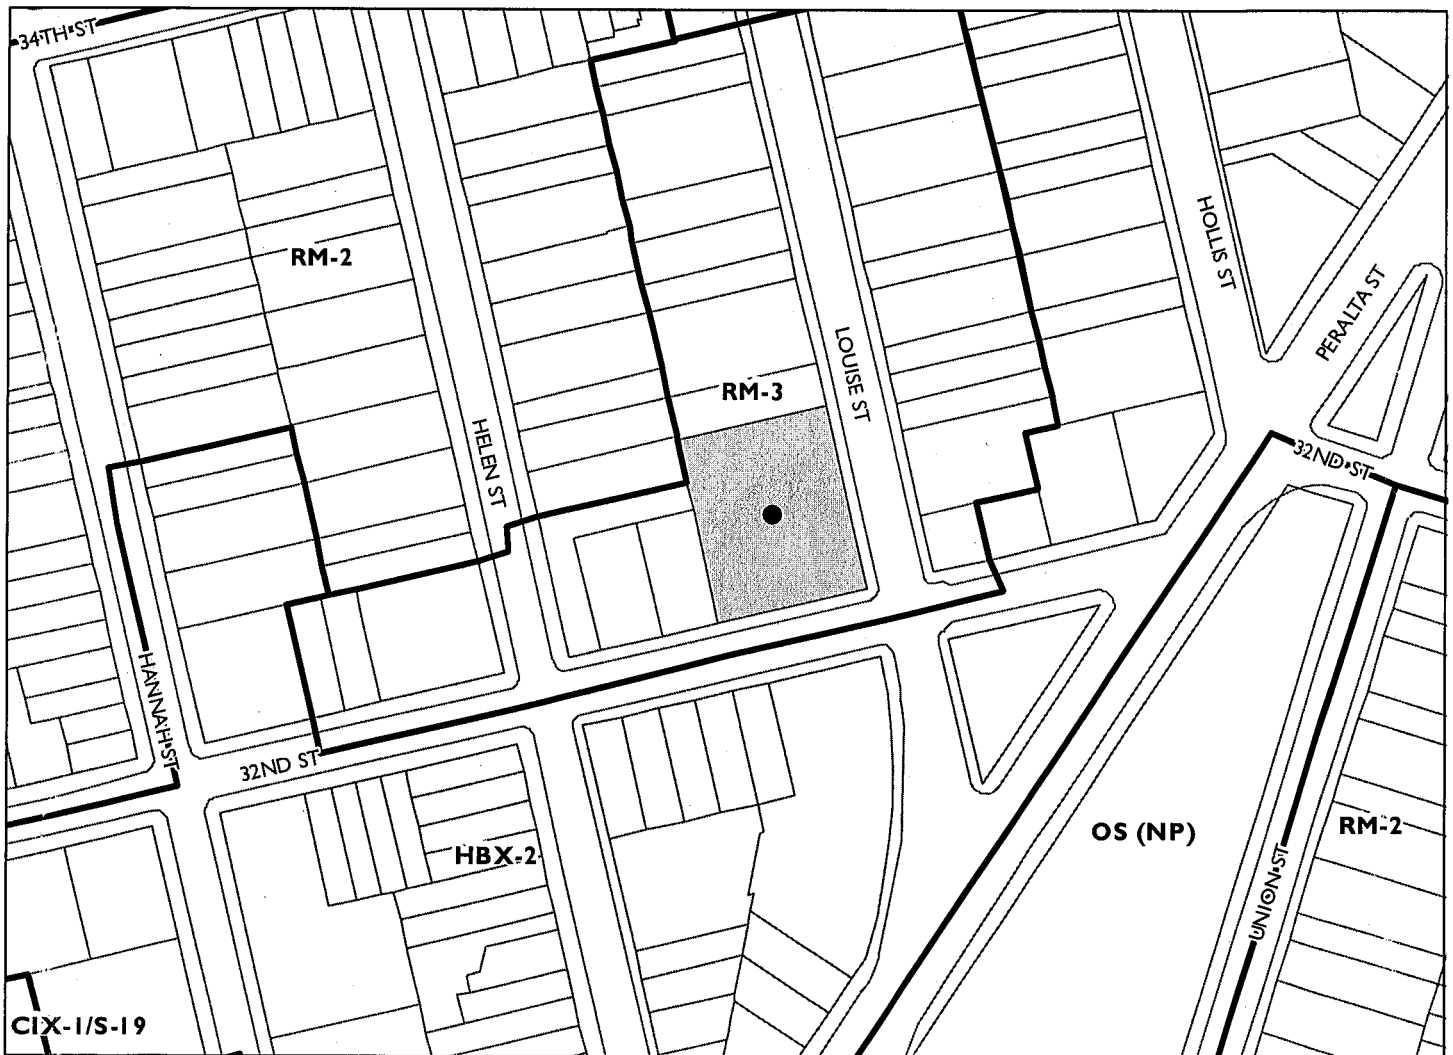 34TH ST
RM-2
HOLLIS ST
PERALTA ST
LOUISE ST
RM-3
HELEN ST
32ND ST
HANNAH ST
32ND ST
HBX-2
OS (NP)
RM-2
UNION ST
CIX-1/S-19